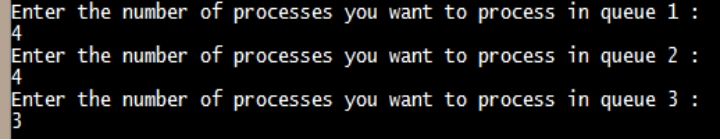 Enter the number of processes you want to process in queue 1 :
4
Enter the number of processes you want to process in queue 2 :
4
Enter the number of processes you want to process in queue 3 :
3